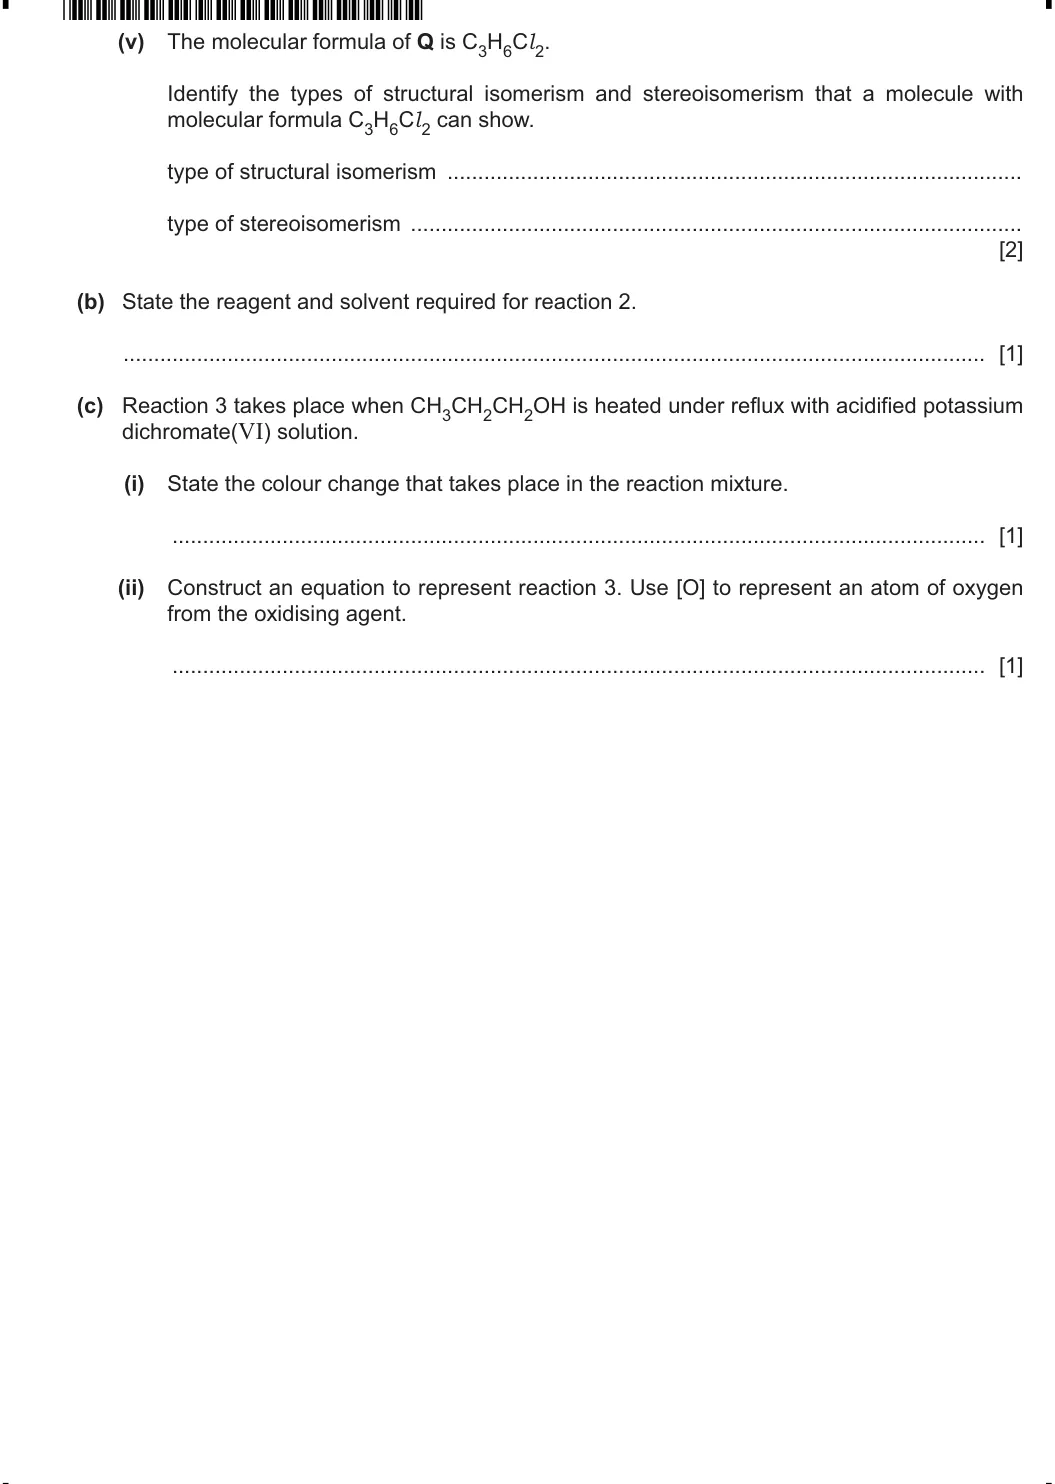 (v) The molecular formula of Q is C₃H₆Cl₂.
Identify the types of structural isomerism and stereoisomerism that a molecule with
molecular formula C₃H₆Cl₂ can show.
type of structural isomerism ................................................................................................
type of stereoisomerism ......................................................................................................
[2]
(b) State the reagent and solvent required for reaction 2.
............................................................................................................................................... [1]
(c) Reaction 3 takes place when CH₃CH₂CH₂OH is heated under reflux with acidified potassium
dichromate(VI) solution.
(i) State the colour change that takes place in the reaction mixture.
....................................................................................................................................... [1]
(ii) Construct an equation to represent reaction 3. Use [O] to represent an atom of oxygen
from the oxidising agent.
....................................................................................................................................... [1]